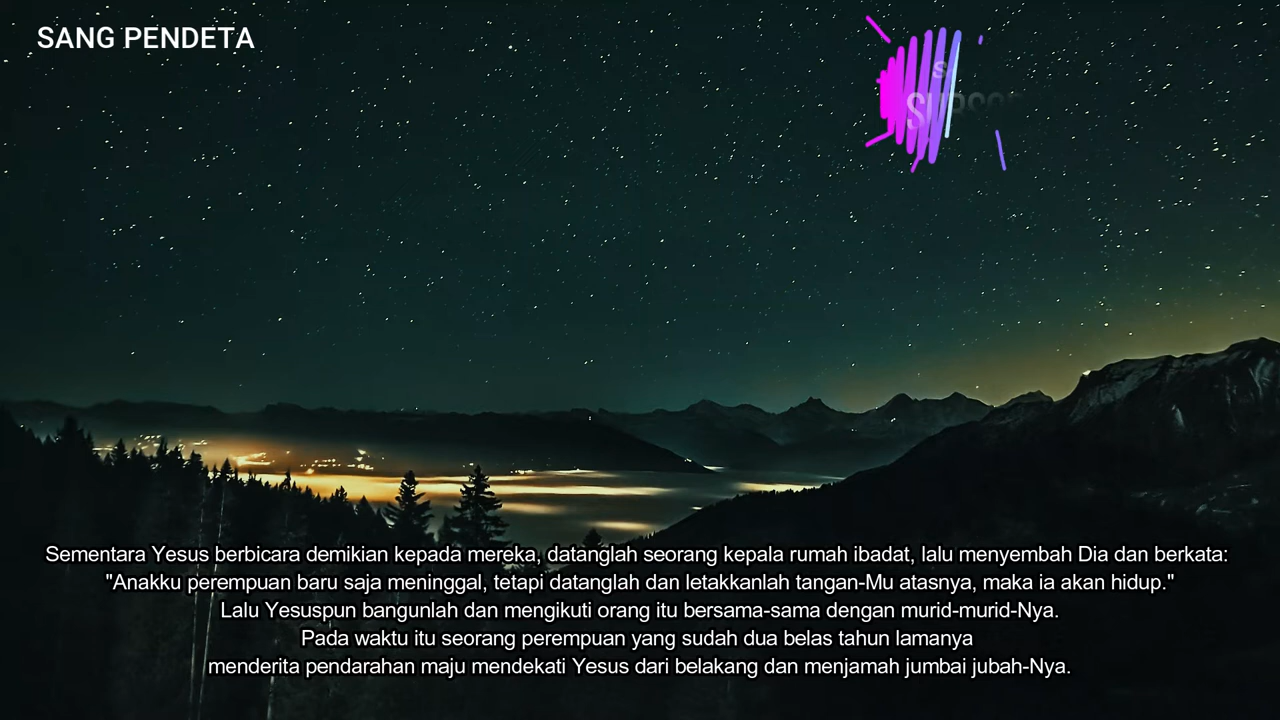 SANG PENDETA
Sementara Yesus berbicara demikian kepada mereka, datanglah seorang kepala rumah ibadat, lalu menyembah Dia dan berkata:
"Anakku perempuan baru saja meninggal, tetapi datanglah dan letakkanlah tangan-Mu atasnya, maka ia akan hidup."
Lalu Yesuspun bangunlah dan mengikuti orang itu bersama-sama dengan murid-murid-Nya.
Pada waktu itu seorang perempuan yang sudah dua belas tahun lamanya
menderita pendarahan maju mendekati Yesus dari belakang dan menjamah jumbai jubah-Nya.